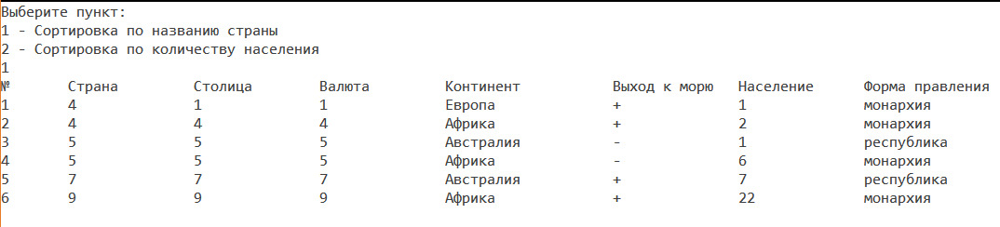 Выберите пункт:
1 - Сортировка по названию страны
2 - Сортировка по количеству населения
1
№ Страна Столица Валюта Континент Выход к морю Население Форма правления
1 4 1 1 Европа + 1 монархия
2 4 4 4 Африка + 2 монархия
3 5 5 5 Австралия - 1 республика
4 5 5 5 Африка - 6 монархия
5 7 7 7 Австралия + 7 республика
6 9 9 9 Африка + 22 монархия